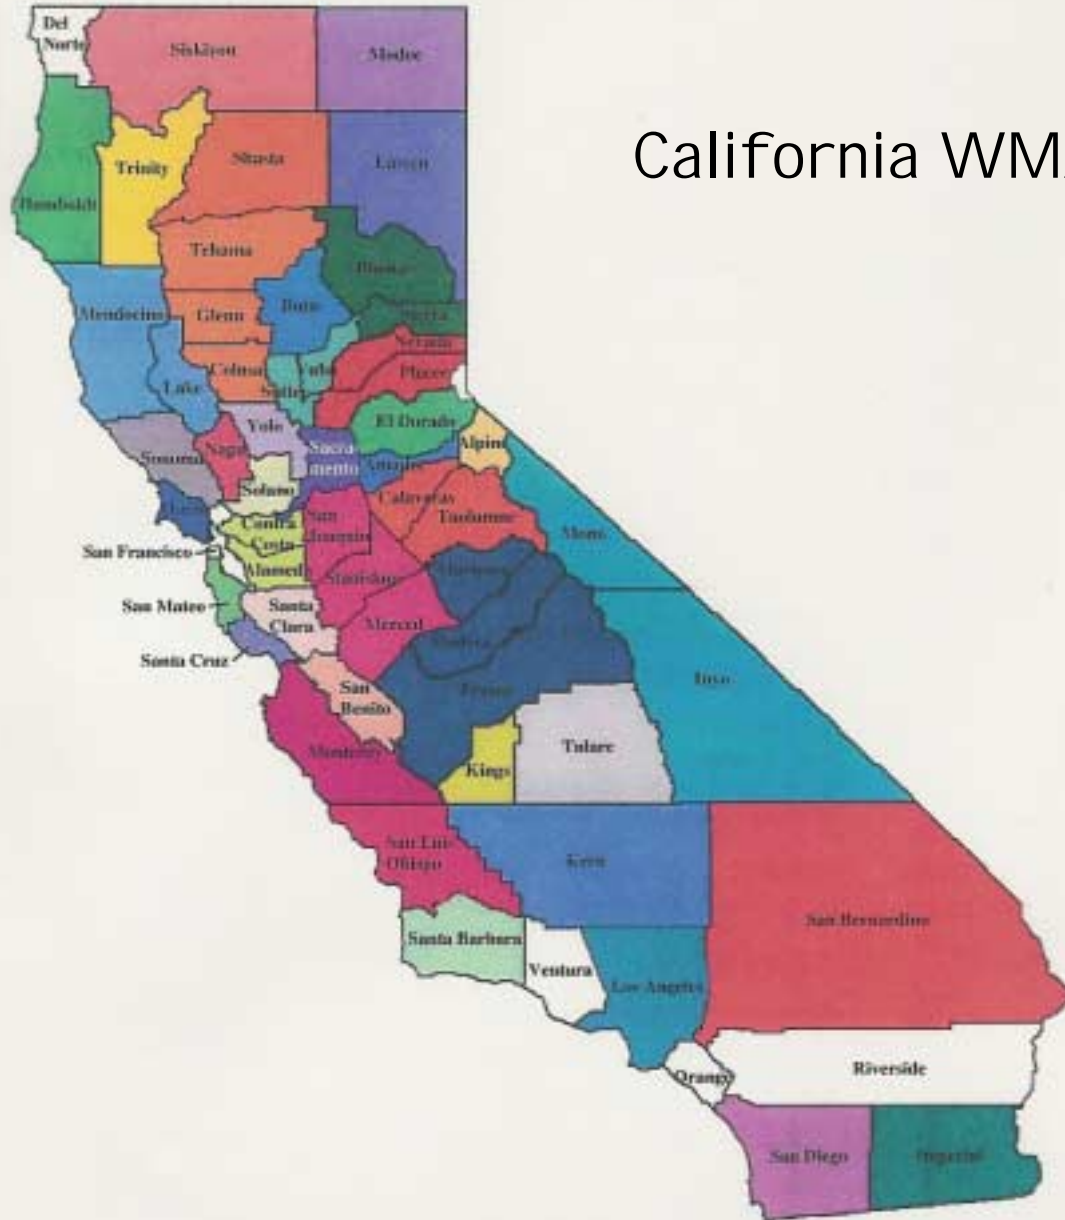 California WMA
Del
Norte
Siskiyou
Modoc
Shasta
Lassen
Trinity
Humboldt
Tehama
Plumas
Mendocino
Glenn
Butte
Sierra
Nevada
Colusa
Yuba
Placer
Lake
Sutter
Yolo
El Dorado
Sonoma
Napa
Sacra-
mento
Alpine
Amador
Solano
Calaveras
Tuolumne
Contra
Costa
San
Joaquin
Mono
San Francisco
Alameda
Stanislaus
Mariposa
San Mateo
Santa
Clara
Merced
Madera
Santa Cruz
San
Benito
Fresno
Inyo
Monterey
Kings
Tulare
San Luis
Obispo
Kern
San Bernardino
Santa Barbara
Ventura
Los Angeles
Orange
Riverside
San Diego
Imperial